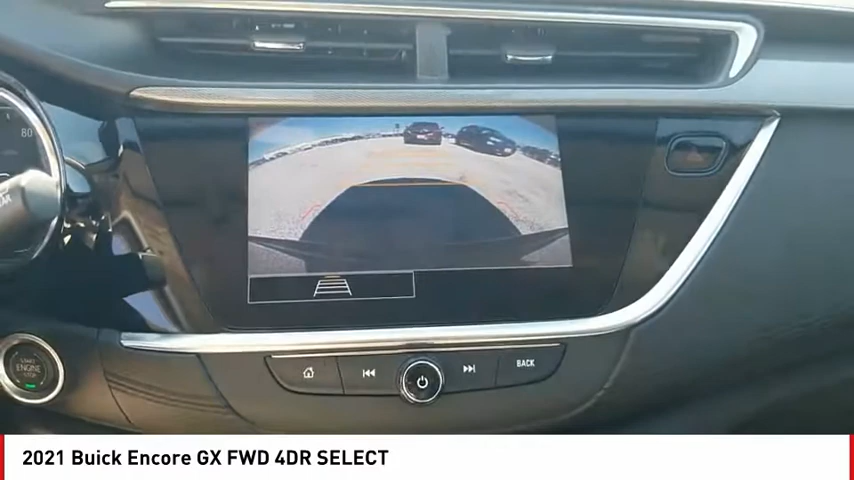 80
START
ENGINE
STOP
BACK
2021 Buick Encore GX FWD 4DR SELECT